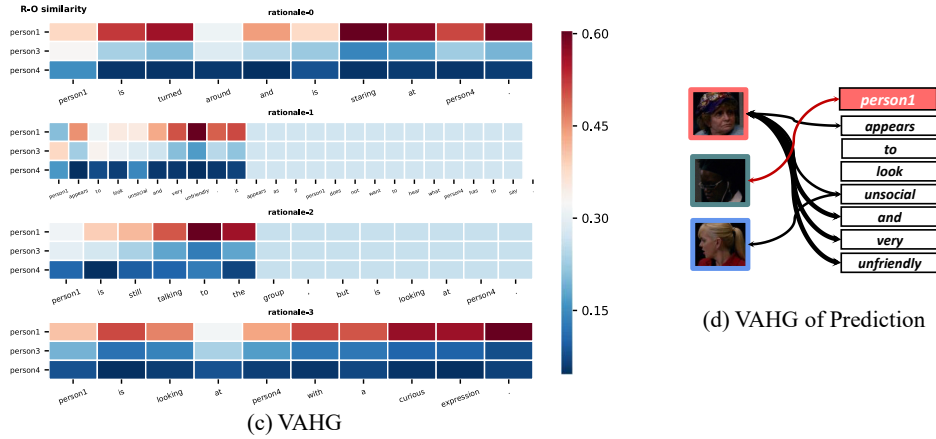 R-O similarity
rationale-0
person1
person3
person4
person1 is turned around and is staring at person4 .
rationale-1
person1
person3
person4
person1 appears to look unsocial and very unfriendly . it appears as if person1 does not want to hear what person4 has to say .
rationale-2
person1
person3
person4
person1 is still talking to the group , but is looking at person4 .
rationale-3
person1
person3
person4
person1 is looking at person4 with a curious expression .
0.60
0.45
0.30
0.15
(c) VAHG
person1
appears
to
look
unsocial
and
very
unfriendly
(d) VAHG of Prediction